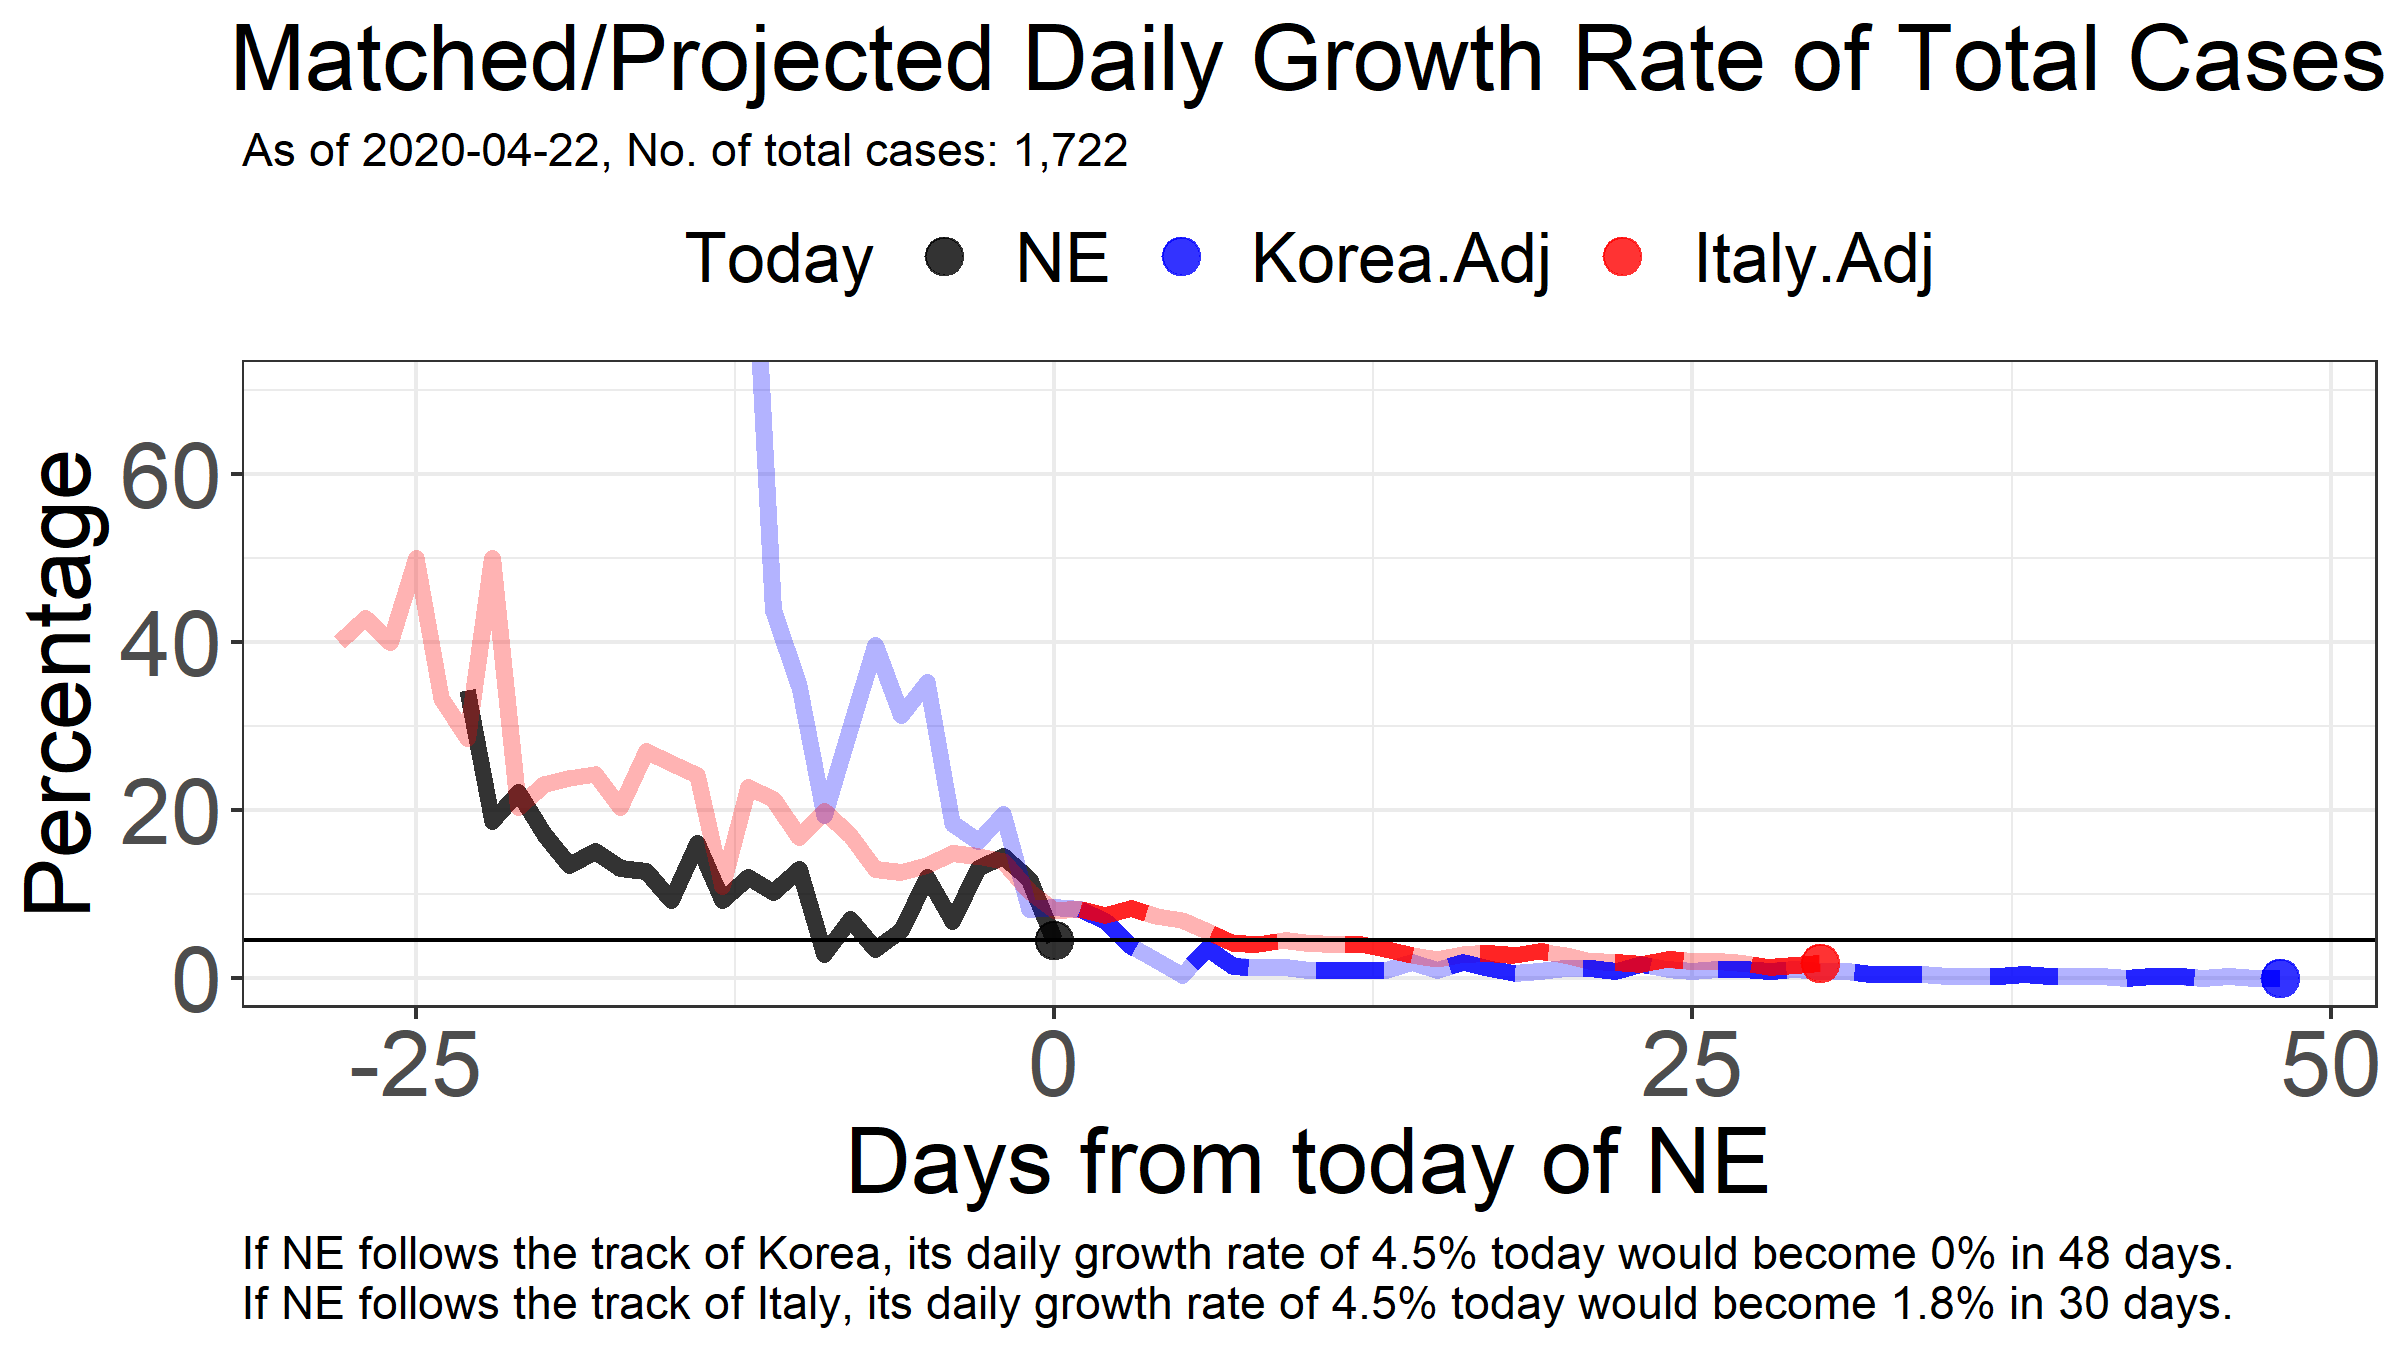 Matched/Projected Daily Growth Rate of Total Cases
As of 2020-04-22, No. of total cases: 1,722
Today NE Korea.Adj Italy.Adj
Percentage
60
40
20
0
-25 0 25 50
Days from today of NE
If NE follows the track of Korea, its daily growth rate of 4.5% today would become 0% in 48 days.
If NE follows the track of Italy, its daily growth rate of 4.5% today would become 1.8% in 30 days.